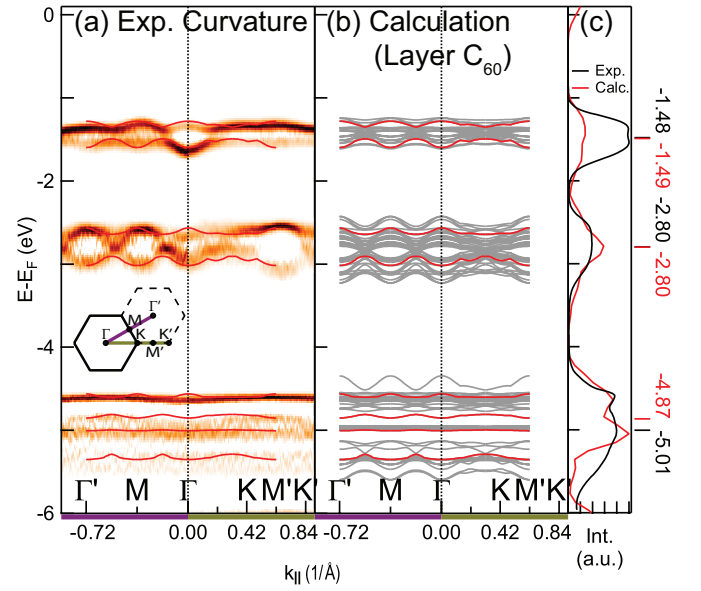 (a) Exp. Curvature
(b) Calculation
(Layer C60)
(c)
Exp.
Calc.
0
-2
-4
-6
E-EF (eV)
-1.48
-1.49
-2.80
-2.80
-4.87
-5.01
Γ M Γ' K M' K'
Γ' M Γ K M' K'
Γ' M Γ K M' K
-0.72 0.00 0.42 0.84
-0.72 0.00 0.42 0.84
k|| (1/Å)
Int.
(a.u.)